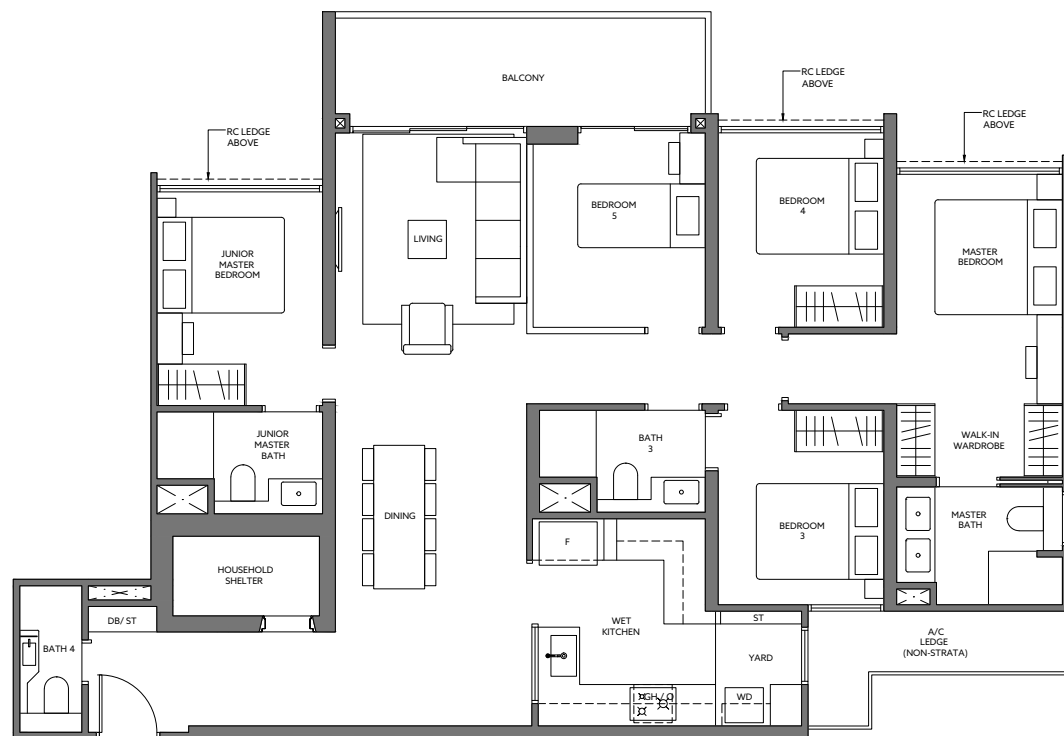 BALCONY
RC LEDGE
ABOVE
RC LEDGE
ABOVE
RC LEDGE
ABOVE
JUNIOR
MASTER
BEDROOM
LIVING
BEDROOM
5
BEDROOM
4
MASTER
BEDROOM
JUNIOR
MASTER
BATH
DINING
BATH
3
WALK-IN
WARDROBE
BEDROOM
3
MASTER
BATH
F
HOUSEHOLD
SHELTER
DB/ ST
BATH 4
WET
KITCHEN
ST
YARD
A/C
LEDGE
(NON-STRATA)
WD